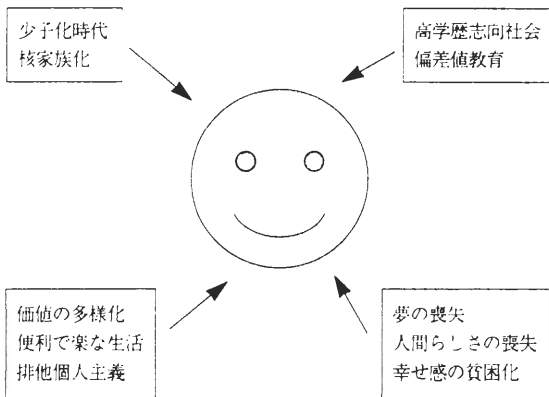 少子化時代
核家族化
高学歴志向社会
偏差値教育
価値の多様化
便利で楽な生活
排他個人主義
夢の喪失
人間らしさの喪失
幸せ感の貧困化